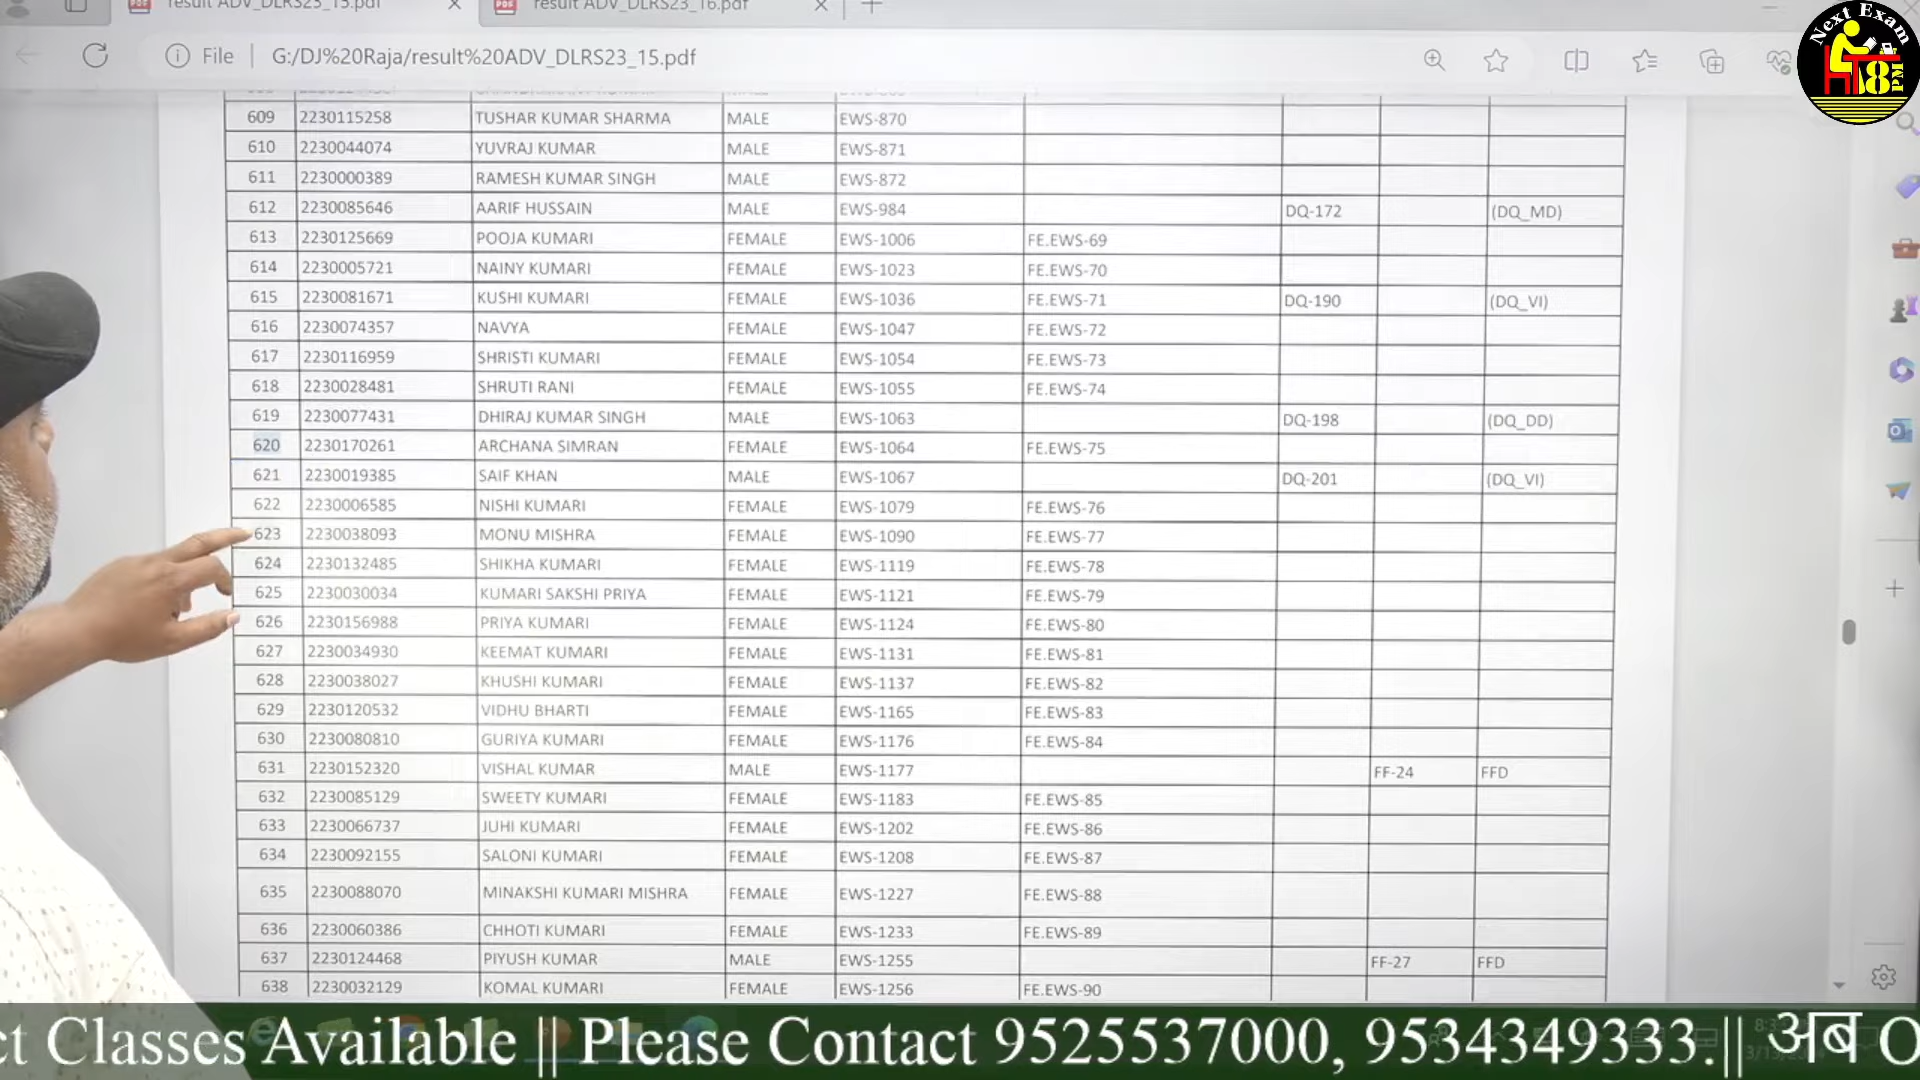 result ADV_DLRS23_15.pdf
result ADV_DLRS23_16.pdf
File G:/DJ%20Raja/result%20ADV_DLRS23_15.pdf
Next Exam
8 PM
609 2230115258 TUSHAR KUMAR SHARMA MALE EWS-870
610 2230044074 YUVRAJ KUMAR MALE EWS-871
611 2230000389 RAMESH KUMAR SINGH MALE EWS-872
612 2230085646 AARIF HUSSAIN MALE EWS-984 DQ-172 (DQ_MD)
613 2230125669 POOJA KUMARI FEMALE EWS-1006 FE.EWS-69
614 2230005721 NAINY KUMARI FEMALE EWS-1023 FE.EWS-70
615 2230081671 KUSHI KUMARI FEMALE EWS-1036 FE.EWS-71 DQ-190 (DQ_VI)
616 2230074357 NAVYA FEMALE EWS-1047 FE.EWS-72
617 2230116959 SHRISTI KUMARI FEMALE EWS-1054 FE.EWS-73
618 2230028481 SHRUTI RANI FEMALE EWS-1055 FE.EWS-74
619 2230077431 DHIRAJ KUMAR SINGH MALE EWS-1063 DQ-198 (DQ_DD)
620 2230170261 ARCHANA SIMRAN FEMALE EWS-1064 FE.EWS-75
621 2230019385 SAIF KHAN MALE EWS-1067 DQ-201 (DQ_VI)
622 2230006585 NISHI KUMARI FEMALE EWS-1079 FE.EWS-76
623 2230038093 MONU MISHRA FEMALE EWS-1090 FE.EWS-77
624 2230132485 SHIKHA KUMARI FEMALE EWS-1119 FE.EWS-78
625 2230030034 KUMARI SAKSHI PRIYA FEMALE EWS-1121 FE.EWS-79
626 2230156988 PRIYA KUMARI FEMALE EWS-1124 FE.EWS-80
627 2230034930 KEEMAT KUMARI FEMALE EWS-1131 FE.EWS-81
628 2230038027 KHUSHI KUMARI FEMALE EWS-1137 FE.EWS-82
629 2230120532 VIDHU BHARTI FEMALE EWS-1165 FE.EWS-83
630 2230080810 GURIYA KUMARI FEMALE EWS-1176 FE.EWS-84
631 2230152320 VISHAL KUMAR MALE EWS-1177 FF-24 FFD
632 2230085129 SWEETY KUMARI FEMALE EWS-1183 FE.EWS-85
633 2230066737 JUHI KUMARI FEMALE EWS-1202 FE.EWS-86
634 2230092155 SALONI KUMARI FEMALE EWS-1208 FE.EWS-87
635 2230088070 MINAKSHI KUMARI MISHRA FEMALE EWS-1227 FE.EWS-88
636 2230060386 CHHOTI KUMARI FEMALE EWS-1233 FE.EWS-89
637 2230124468 PIYUSH KUMAR MALE EWS-1255 FF-27 FFD
638 2230032129 KOMAL KUMARI FEMALE EWS-1256 FE.EWS-90
ct Classes Available || Please Contact 9525537000, 9534349333.|| अब O